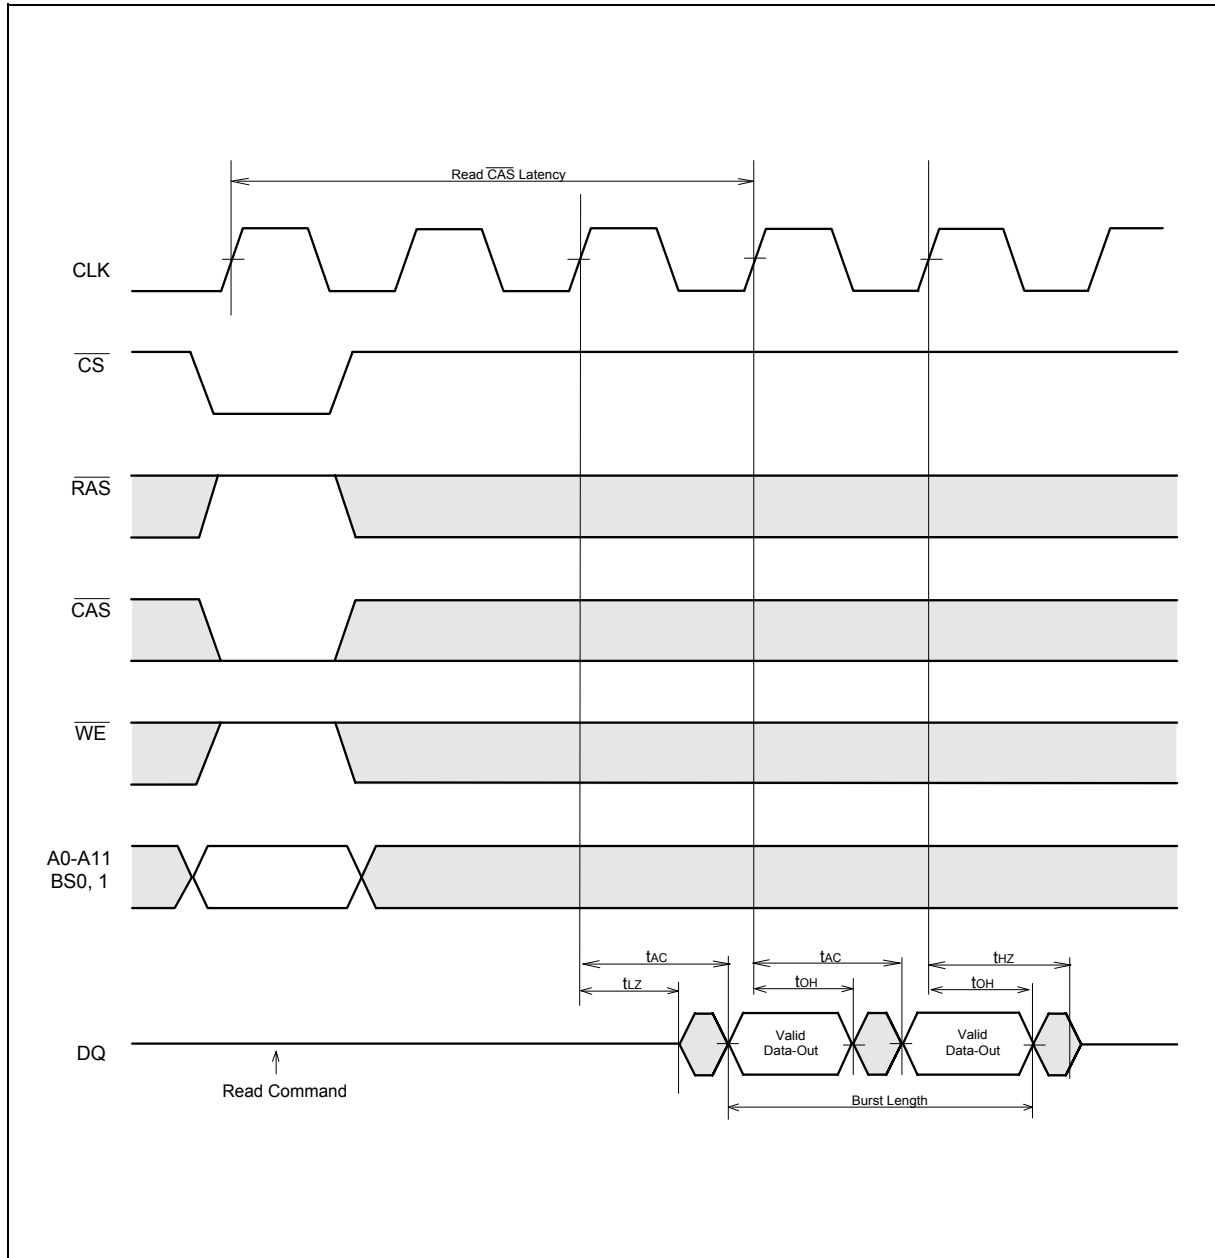 Read CAS Latency
CLK
CS
RAS
CAS
WE
A0-A11
BS0, 1
tAC
tAC
tHZ
tLZ
tOH
tOH
DQ
Valid
Data-Out
Valid
Data-Out
Read Command
Burst Length